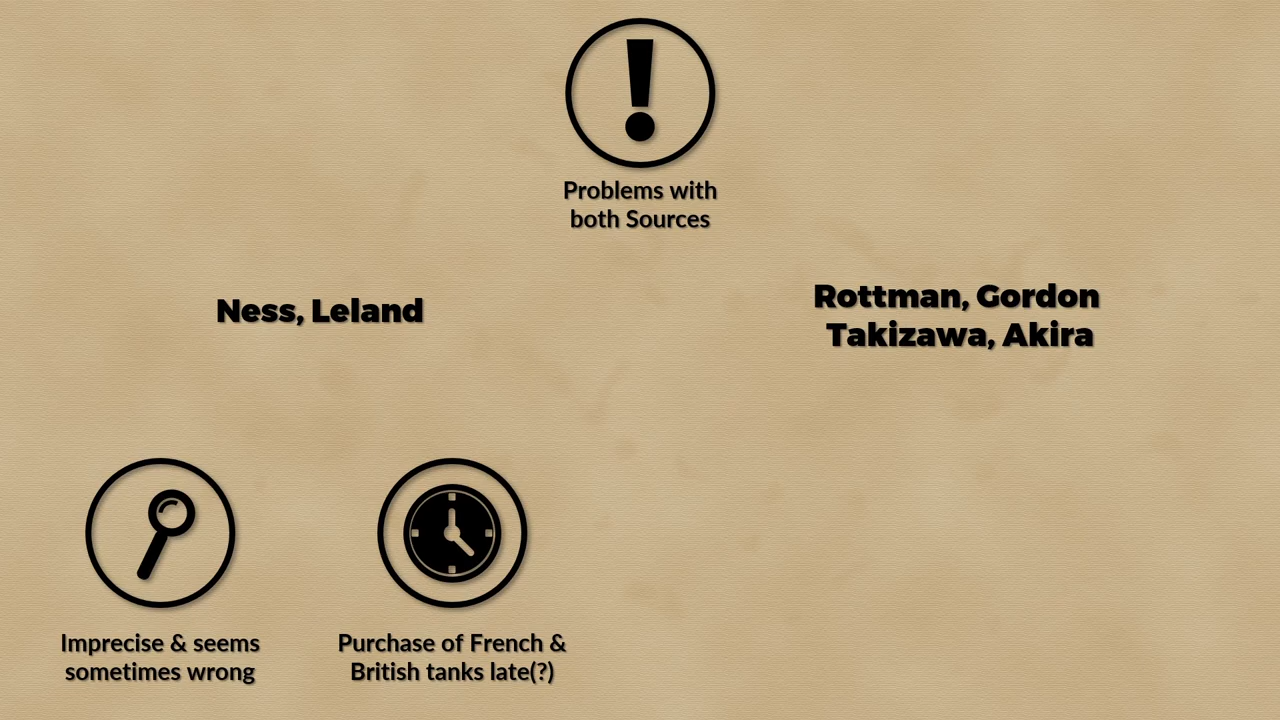 Problems with
both Sources
Ness, Leland
Rottman, Gordon
Takizawa, Akira
Imprecise & seems
sometimes wrong
Purchase of French &
British tanks late(?)